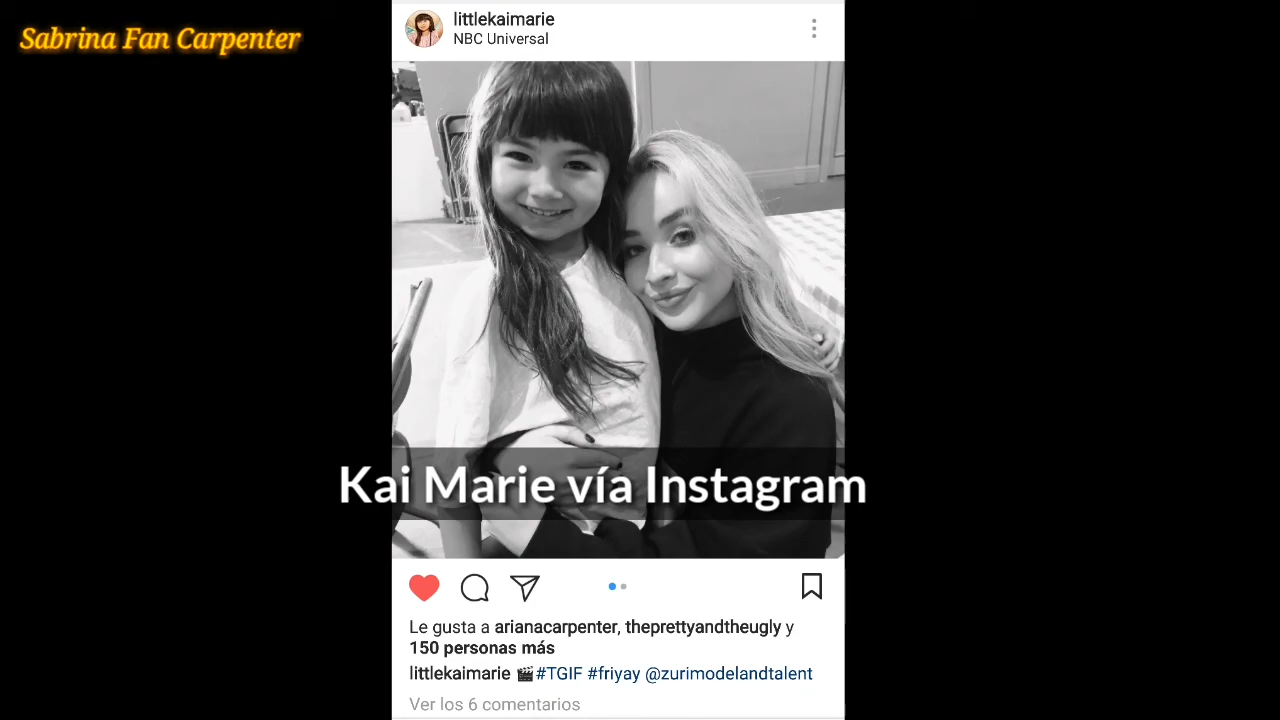 Sabrina Fan Carpenter
littlekaimarie
NBC Universal
Kai Marie vía Instagram
Le gusta a arianacarpenter, theprettyandtheugly y
150 personas más
littlekaimarie 🎬#TGIF #friyay @zurimodelandtalent
Ver los 6 comentarios